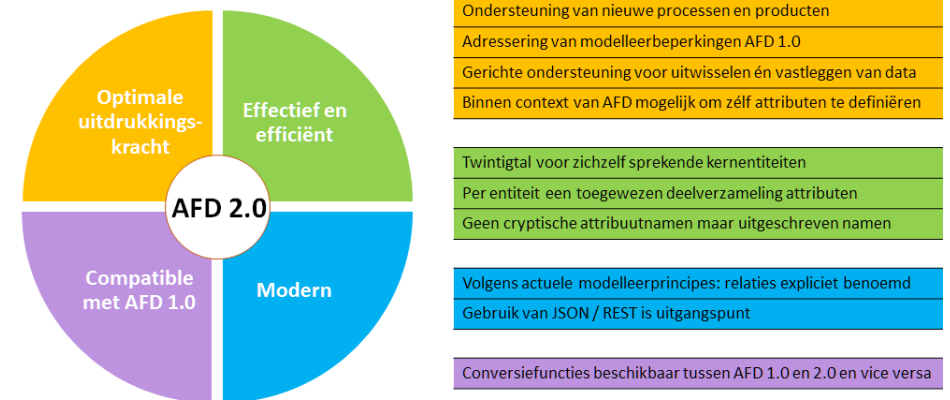 Optimale
uitdrukkings-
kracht
Effectief en
efficiënt
AFD 2.0
Compatible
met AFD 1.0
Modern
Ondersteuning van nieuwe processen en producten
Adressering van modelleerbeperkingen AFD 1.0
Gerichte ondersteuning voor uitwisselen én vastleggen van data
Binnen context van AFD mogelijk om zélf attributen te definiëren
Twintigtal voor zichzelf sprekende kernentiteiten
Per entiteit een toegewezen deelverzameling attributen
Geen cryptische attribuutnamen maar uitgeschreven namen
Volgens actuele modelleerprincipes: relaties expliciet benoemd
Gebruik van JSON / REST is uitgangspunt
Conversiefuncties beschikbaar tussen AFD 1.0 en 2.0 en vice versa